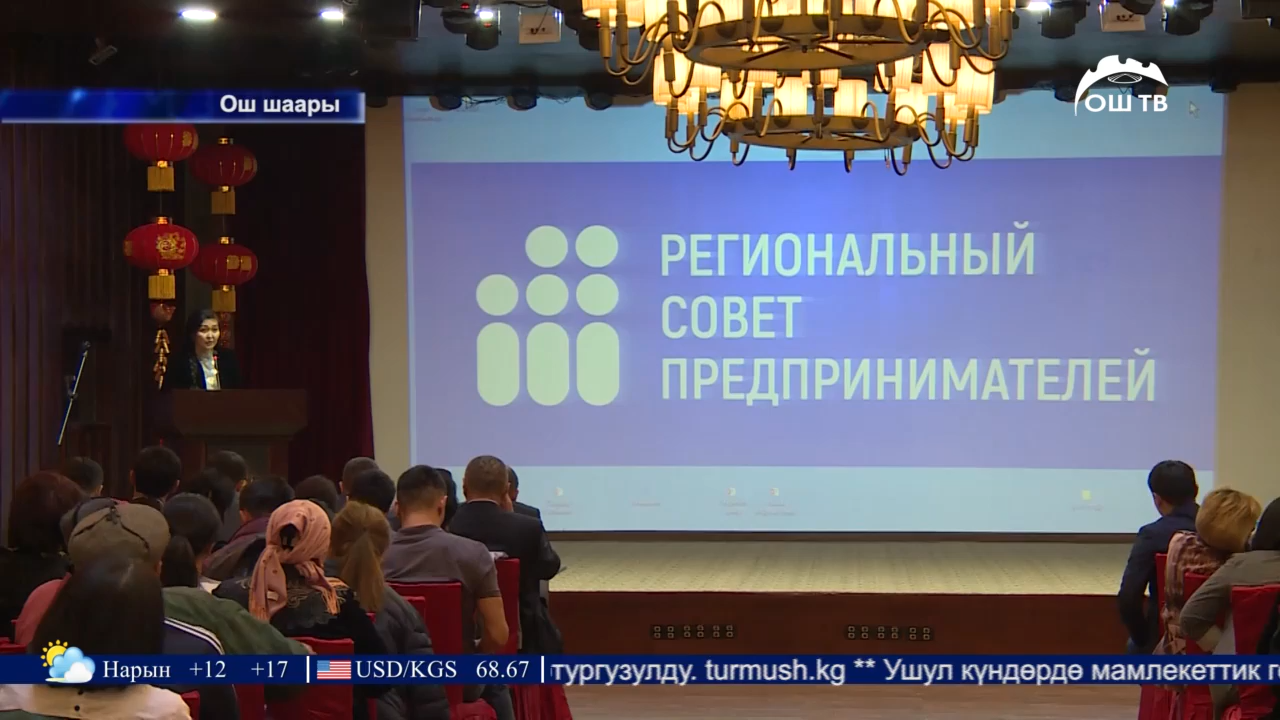 Ош шаары
ОШ ТВ
РЕГИОНАЛЬНЫЙ
СОВЕТ
ПРЕДПРИНИМАТЕЛЕЙ
Нарын +12 +17 USD/KGS 68.67 тургузулду. turmush.kg ** Ушул күндөрдө мамлекеттик